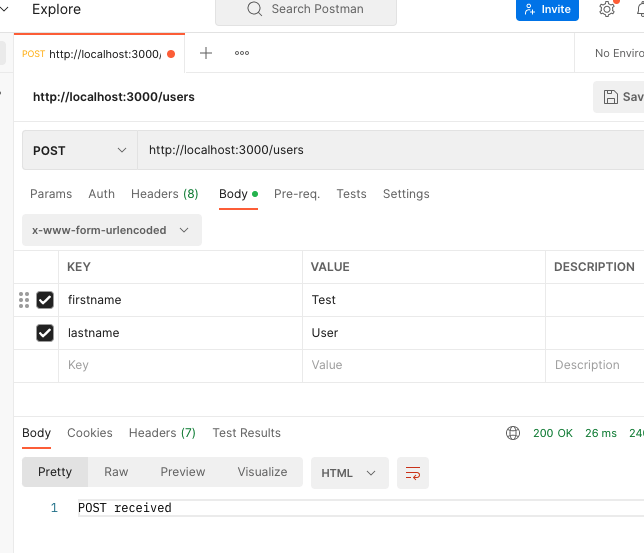 Explore Search Postman Invite
POST http://localhost:3000/ No Enviro
http://localhost:3000/users Sav
POST http://localhost:3000/users
Params Auth Headers (8) Body Pre-req. Tests Settings
x-www-form-urlencoded
KEY VALUE DESCRIPTION
firstname Test
lastname User
Key Value Description
Body Cookies Headers (7) Test Results 200 OK 26 ms 240
Pretty Raw Preview Visualize HTML
1 POST received